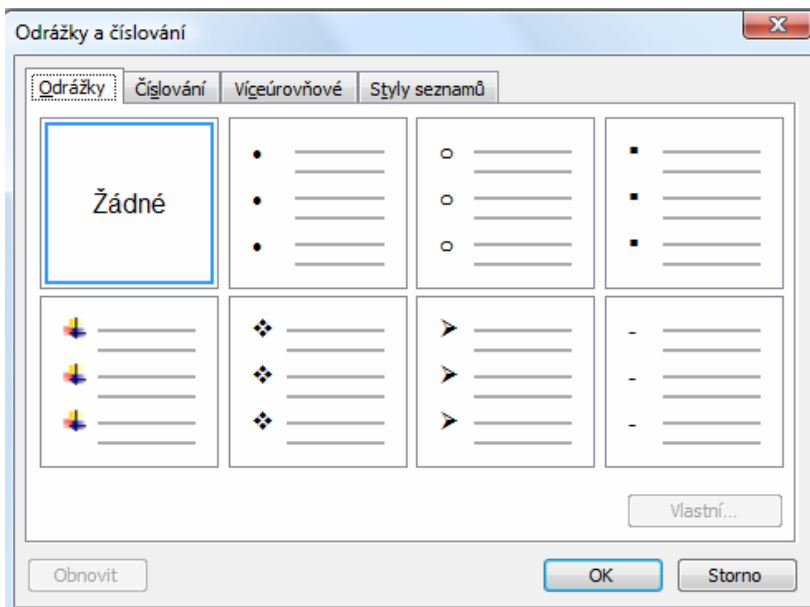 Odrážky a číslování
Odrážky Číslování Víceúrovňové Styly seznamů
Žádné
Vlastní...
Obnovit OK Storno